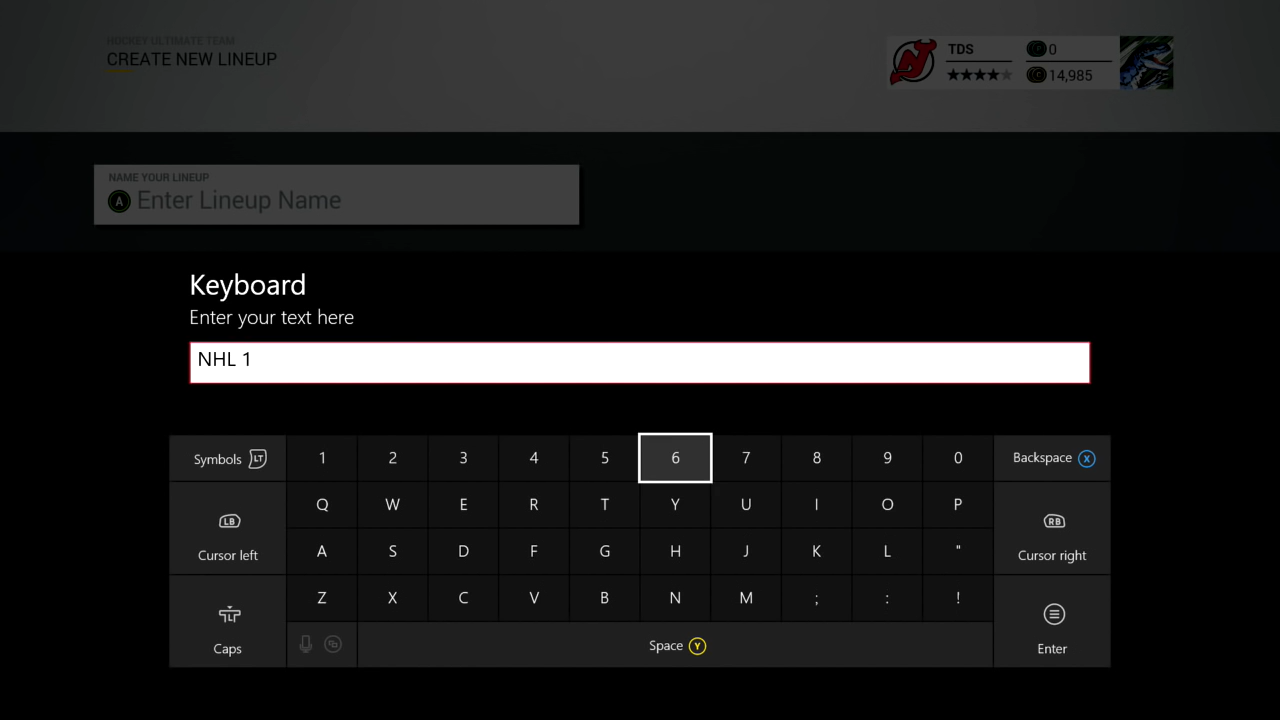 HOCKEY ULTIMATE TEAM
CREATE NEW LINEUP
TDS 0
14,985
NAME YOUR LINEUP
A Enter Lineup Name
Keyboard
Enter your text here
NHL 1
Symbols LT 1 2 3 4 5 6 7 8 9 0 Backspace X
Q W E R T Y U I O P
LB Cursor left A S D F G H J K L " RB Cursor right
Z X C V B N M ; : !
LT Caps Space Y Enter